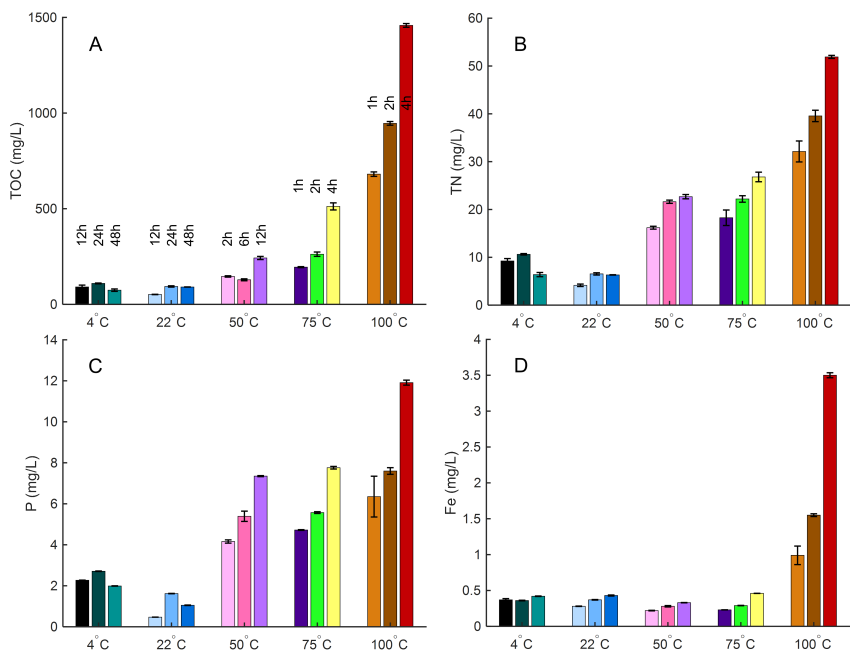 A
TOC (mg/L)
1500
1000
500
0
12h
24h
48h
12h
24h
48h
2h
6h
12h
1h
2h
4h
1h
2h
4h
4°C
22°C
50°C
75°C
100°C
B
TN (mg/L)
60
50
40
30
20
10
0
4°C
22°C
50°C
75°C
100°C
C
P (mg/L)
14
12
10
8
6
4
2
0
4°C
22°C
50°C
75°C
100°C
D
Fe (mg/L)
4
3.5
3
2.5
2
1.5
1
0.5
0
4°C
22°C
50°C
75°C
100°C